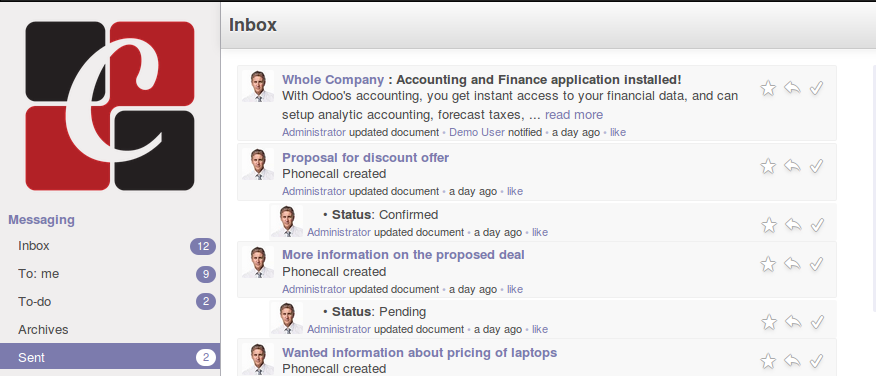 C
Messaging
Inbox 12
To: me 9
To-do 2
Archives
Sent 2
Inbox
Whole Company : Accounting and Finance application installed!
With Odoo's accounting, you get instant access to your financial data, and can
setup analytic accounting, forecast taxes, ... read more
Administrator updated document • Demo User notified • a day ago • like
Proposal for discount offer
Phonecall created
Administrator updated document • a day ago • like
• Status: Confirmed
Administrator updated document • a day ago • like
More information on the proposed deal
Phonecall created
Administrator updated document • a day ago • like
• Status: Pending
Administrator updated document • a day ago • like
Wanted information about pricing of laptops
Phonecall created